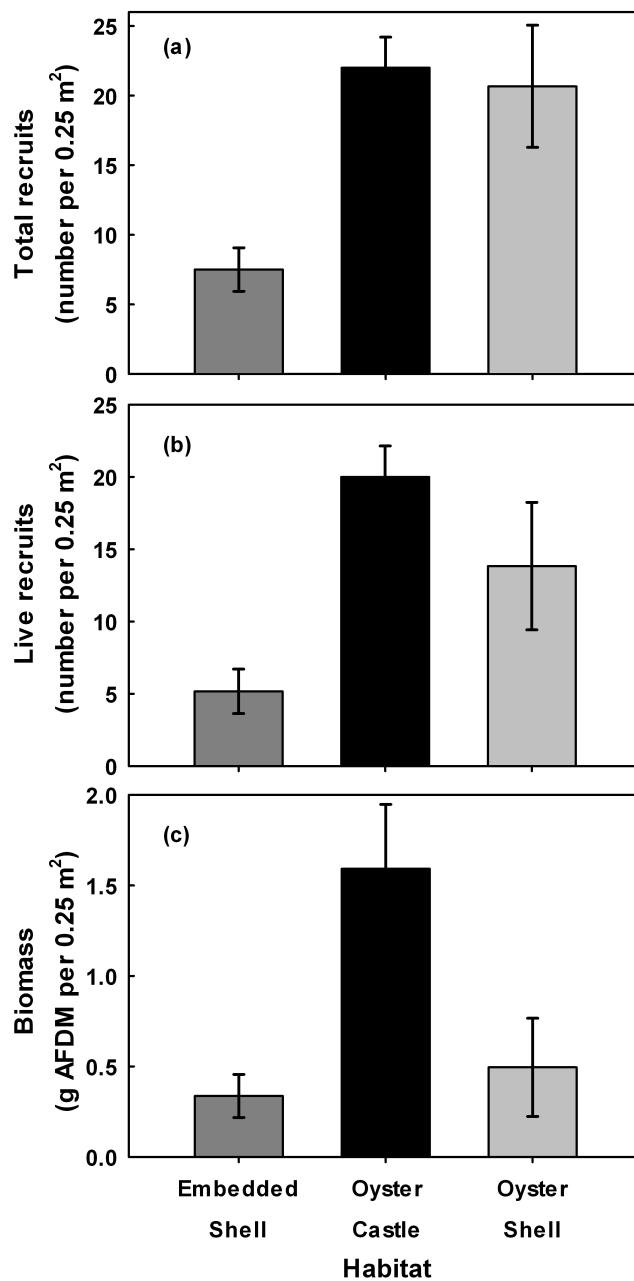 (a)
Total recruits
(number per 0.25 m²)
25
20
15
10
5
0
(b)
Live recruits
(number per 0.25 m²)
25
20
15
10
5
0
(c)
Biomass
(g AFDM per 0.25 m²)
2.0
1.5
1.0
0.5
0.0
Embedded
Shell
Oyster
Castle
Oyster
Shell
Habitat